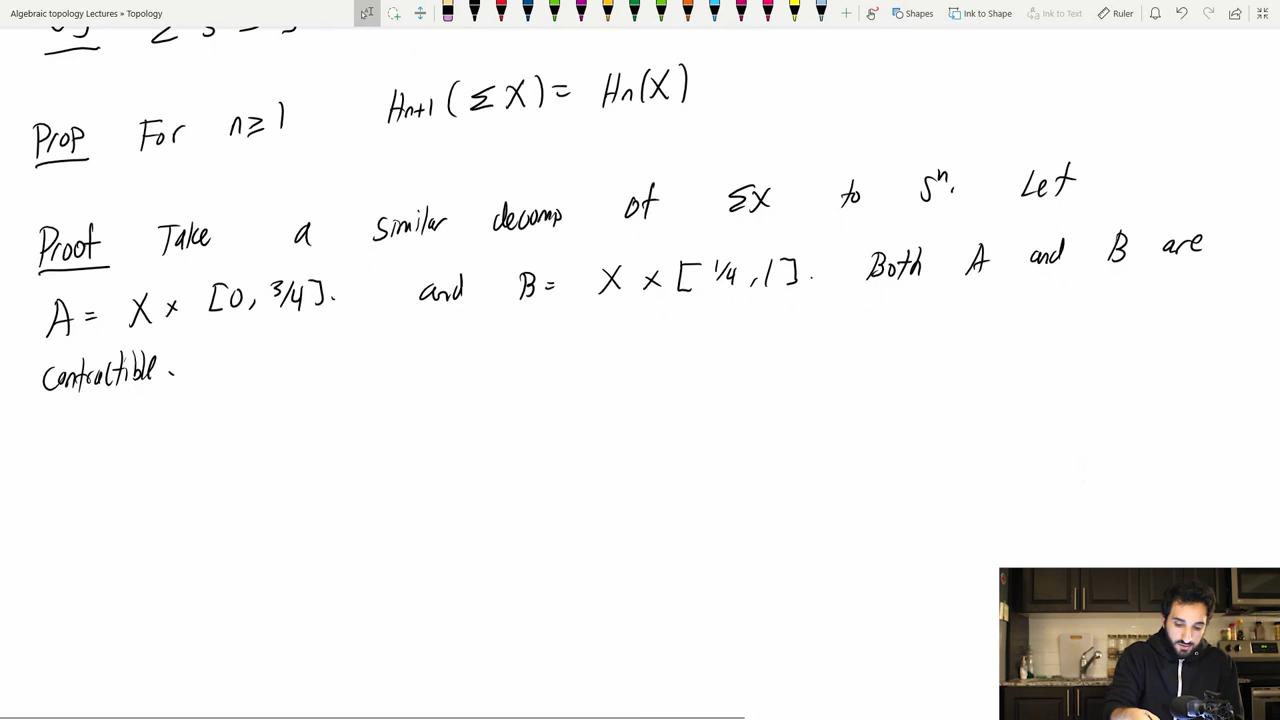 Algebraic topology Lectures » Topology
Shapes Ink to Shape Ink to Text Ruler
Prop For n ≥ 1 Hn+1 ( Σ X ) = Hn(X)
Proof Take a similar decomp of ΣX to Sⁿ. Let
A = X × [0, 3/4]. and B = X × [1/4, 1]. Both A and B are
contractible.